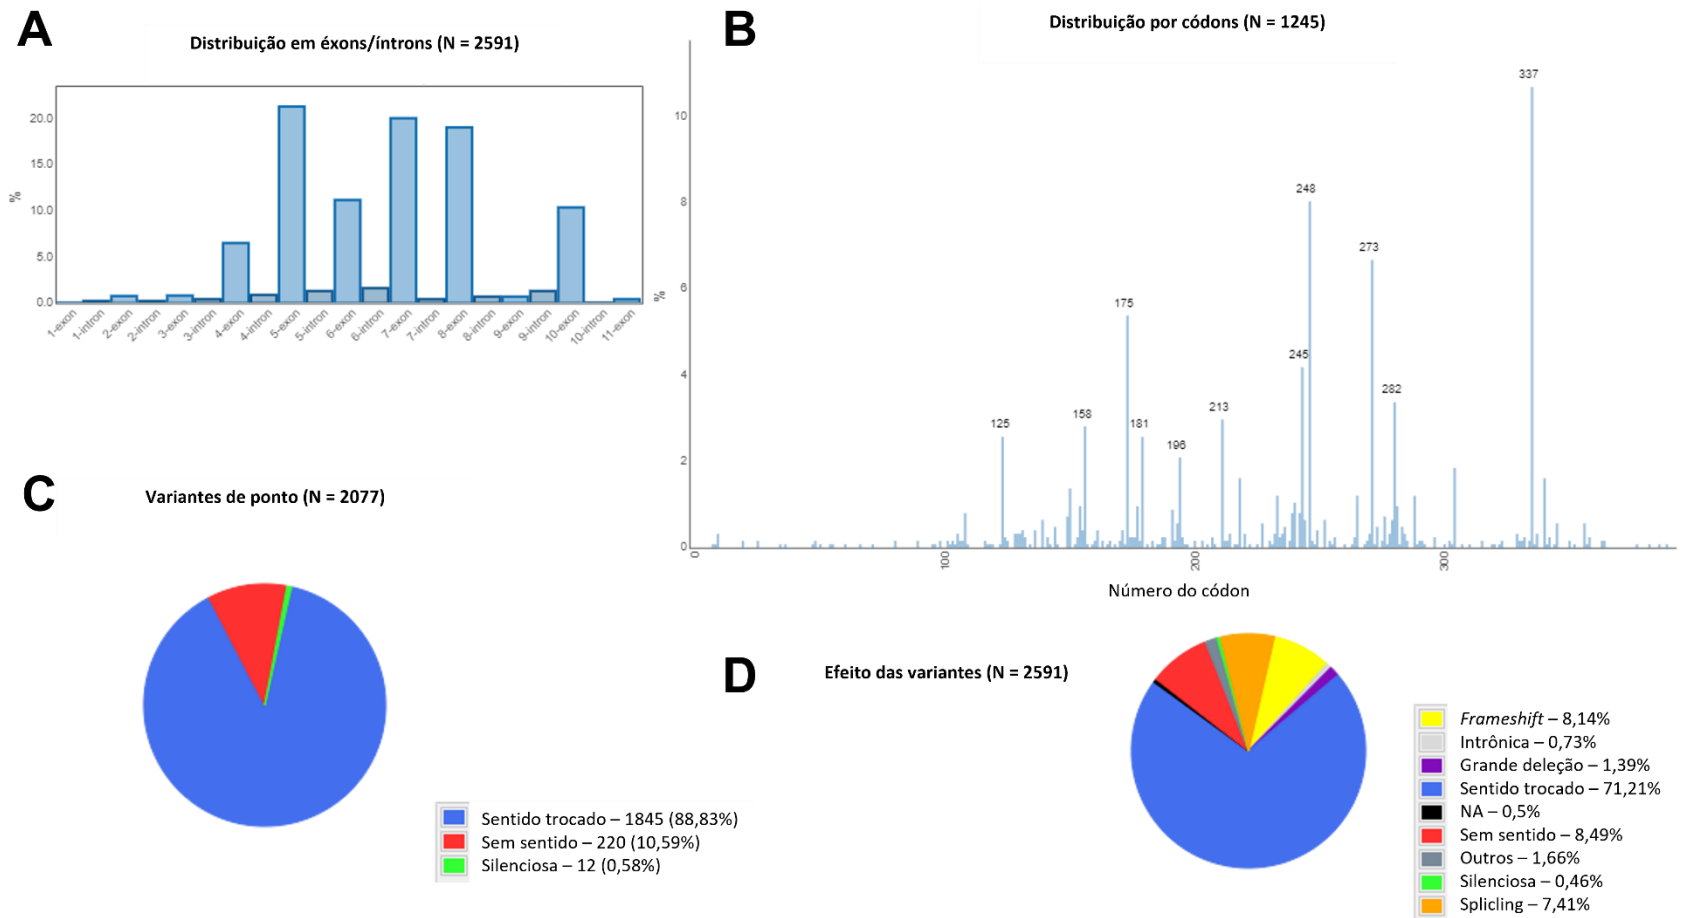 A
Distribuição em éxons/íntrons (N = 2591)
20.0
15.0
10.0
5.0
0.0
%
1-exon
1-intron
2-exon
2-intron
3-exon
3-intron
4-exon
4-intron
5-exon
5-intron
6-exon
6-intron
7-exon
7-intron
8-exon
8-intron
9-exon
9-intron
10-exon
10-intron
11-exon
B
Distribuição por códons (N = 1245)
10
8
6
4
2
0
%
125
158
175
181
196
213
245
248
273
282
337
0
100
200
300
Número do códon
C
Variantes de ponto (N = 2077)
Sentido trocado – 1845 (88,83%)
Sem sentido – 220 (10,59%)
Silenciosa – 12 (0,58%)
D
Efeito das variantes (N = 2591)
Frameshift – 8,14%
Intrônica – 0,73%
Grande deleção – 1,39%
Sentido trocado – 71,21%
NA – 0,5%
Sem sentido – 8,49%
Outros – 1,66%
Silenciosa – 0,46%
Splicling – 7,41%